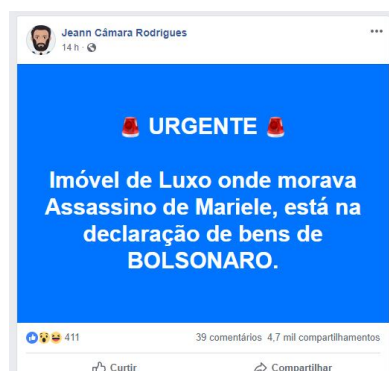 Jeann Câmara Rodrigues
14 h ·
URGENTE
Imóvel de Luxo onde morava
Assassino de Mariele, está na
declaração de bens de
BOLSONARO.
411
39 comentários 4,7 mil compartilhamentos
Curtir
Compartilhar